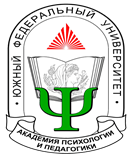 • ЮЖНЫЙ ФЕДЕРАЛЬНЫЙ УНИВЕРСИТЕТ •
АКАДЕМИЯ ПСИХОЛОГИИ
И ПЕДАГОГИКИ